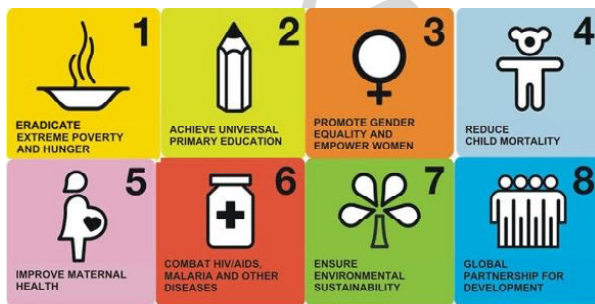 1
ERADICATE
EXTREME POVERTY
AND HUNGER
2
ACHIEVE UNIVERSAL
PRIMARY EDUCATION
3
PROMOTE GENDER
EQUALITY AND
EMPOWER WOMEN
4
REDUCE
CHILD MORTALITY
5
IMPROVE MATERNAL
HEALTH
6
COMBAT HIV/AIDS,
MALARIA AND OTHER
DISEASES
7
ENSURE
ENVIRONMENTAL
SUSTAINABILITY
8
GLOBAL
PARTNERSHIP FOR
DEVELOPMENT